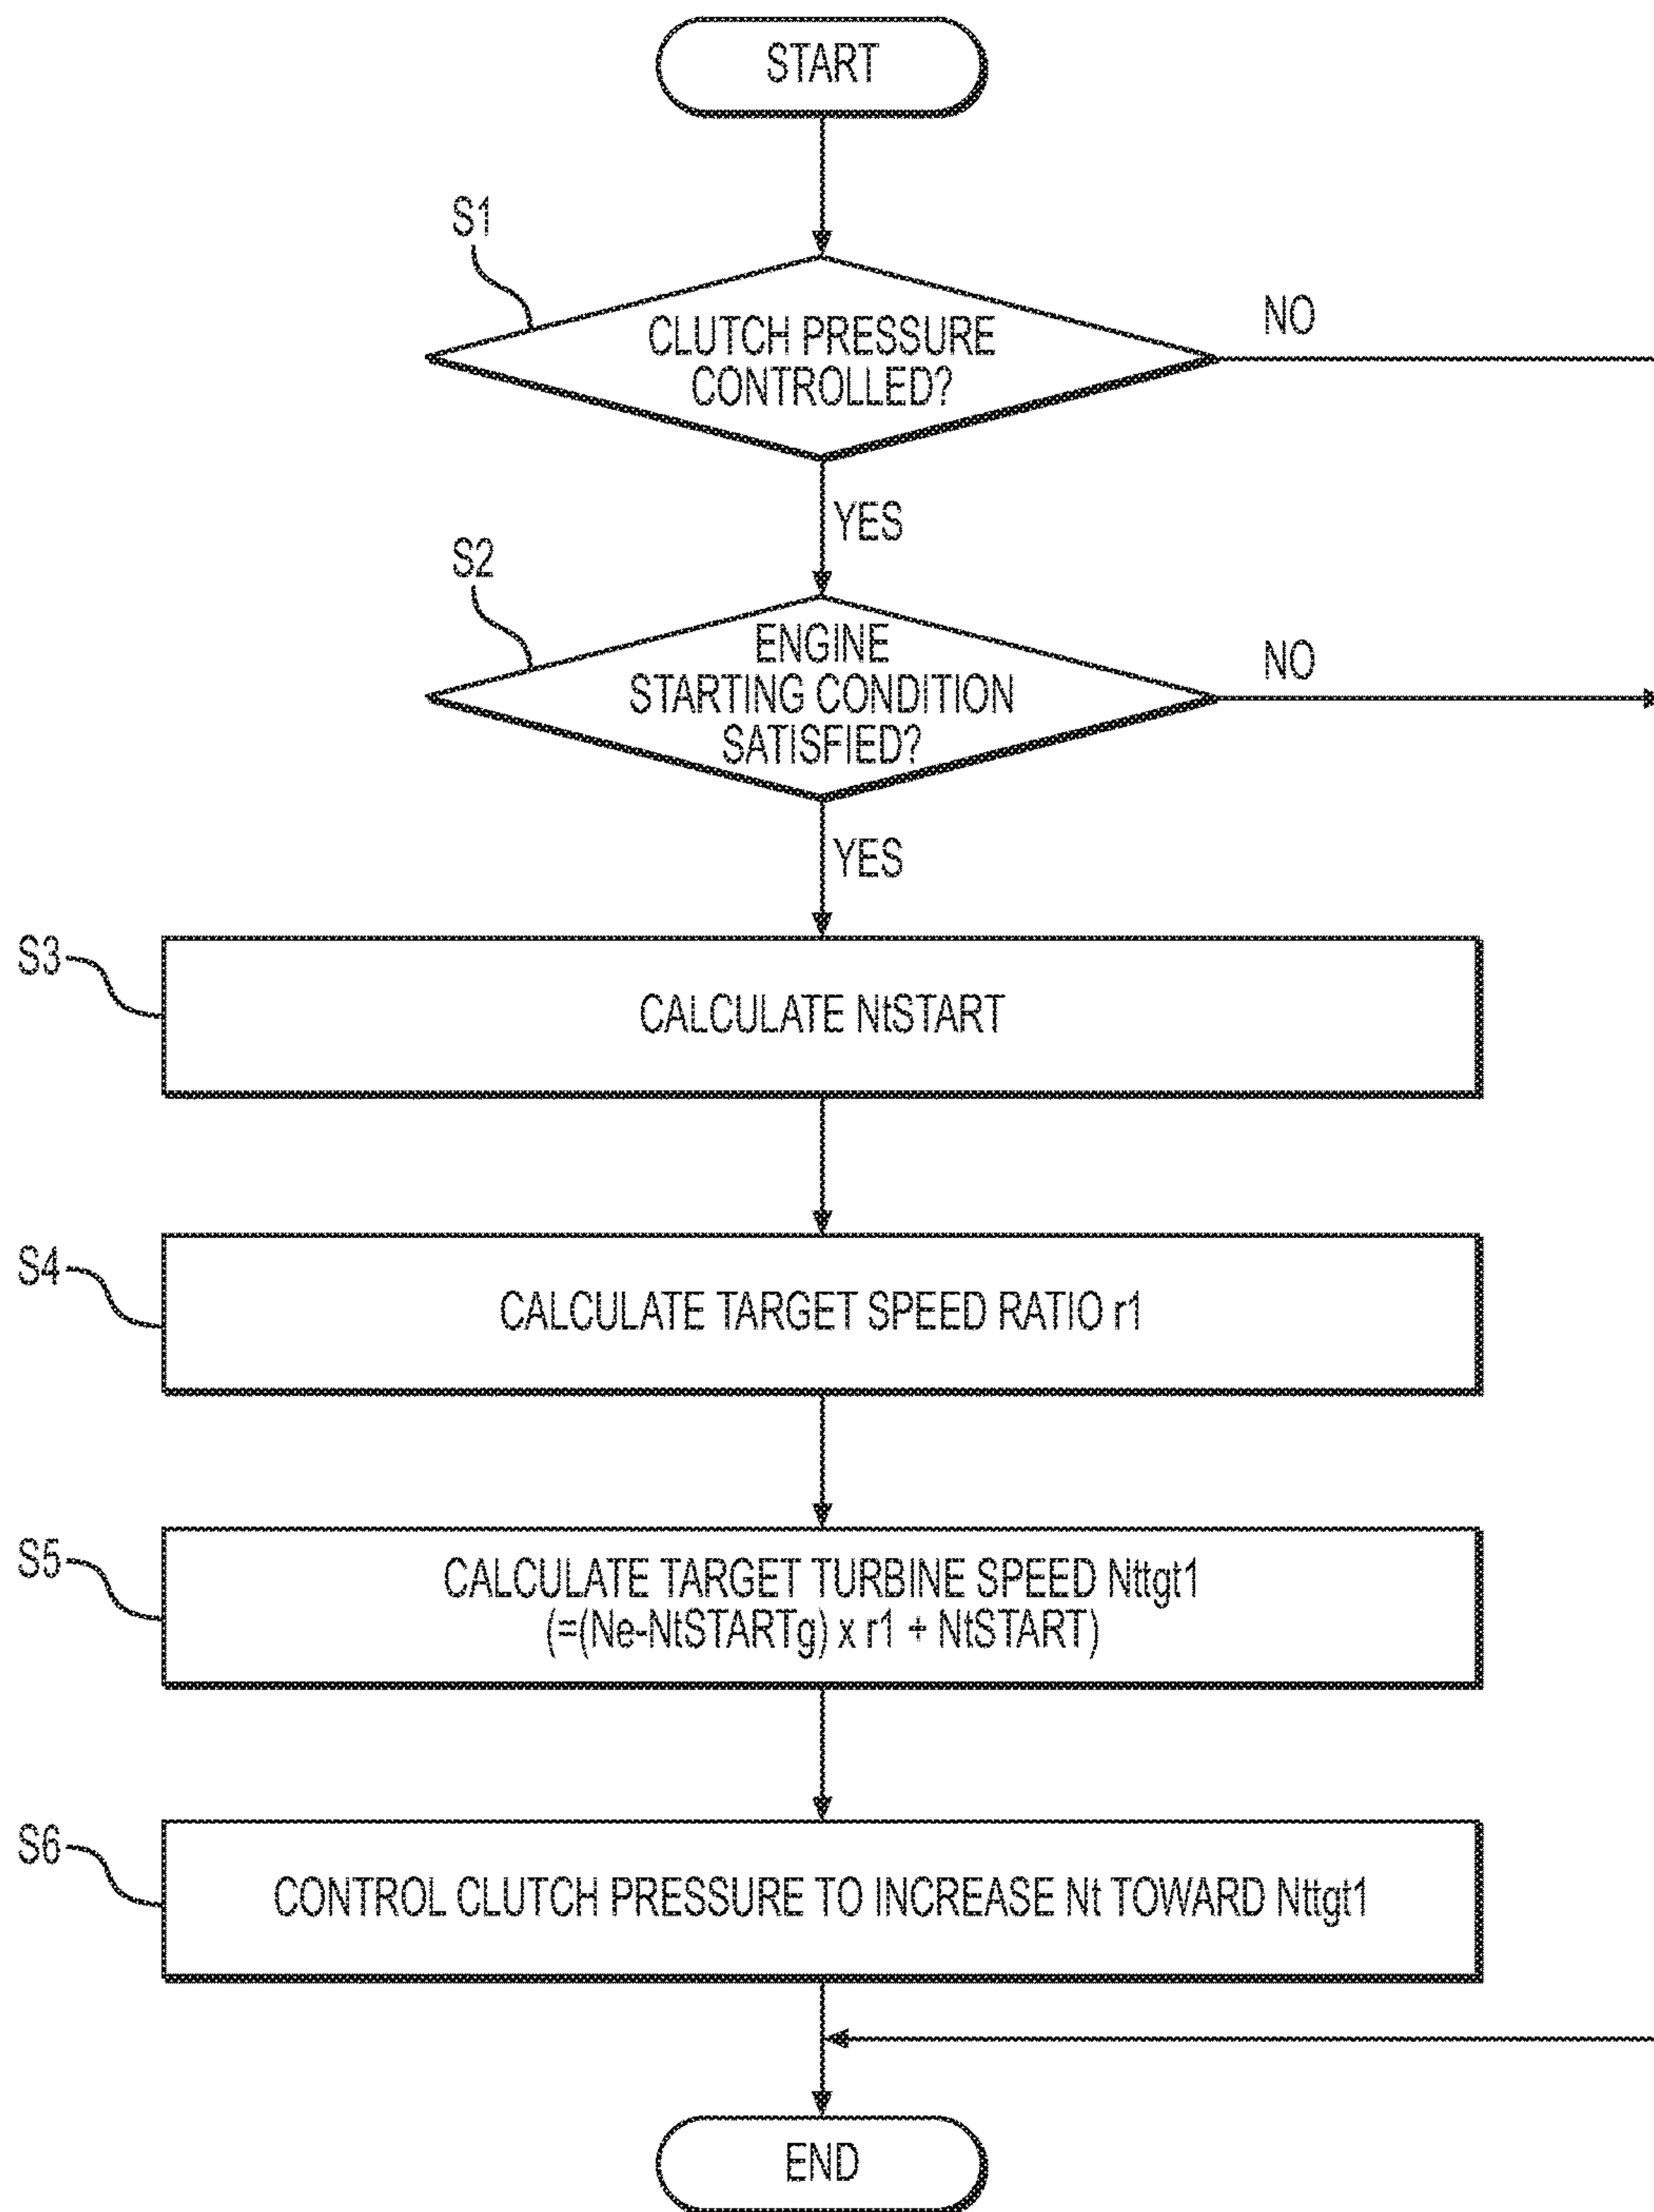 START
S1
CLUTCH PRESSURE
CONTROLLED?
NO
YES
S2
ENGINE
STARTING CONDITION
SATISFIED?
NO
YES
S3
CALCULATE NtSTART
S4
CALCULATE TARGET SPEED RATIO r1
S5
CALCULATE TARGET TURBINE SPEED Nttgt1
(=(Ne-NtSTARTg) x r1 + NtSTART)
S6
CONTROL CLUTCH PRESSURE TO INCREASE Nt TOWARD Nttgt1
END